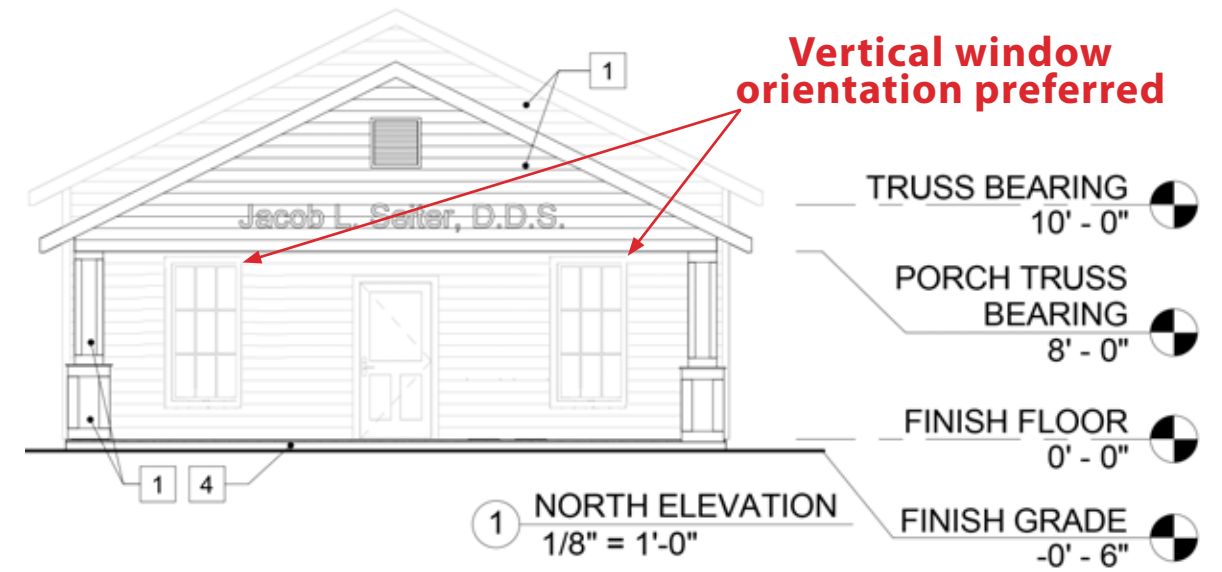 Vertical window
orientation preferred
1
Jacob L. Seiter, D.D.S.
TRUSS BEARING
10' - 0"
PORCH TRUSS
BEARING
8' - 0"
FINISH FLOOR
0' - 0"
1 4
1 NORTH ELEVATION
1/8" = 1'-0"
FINISH GRADE
-0' - 6"